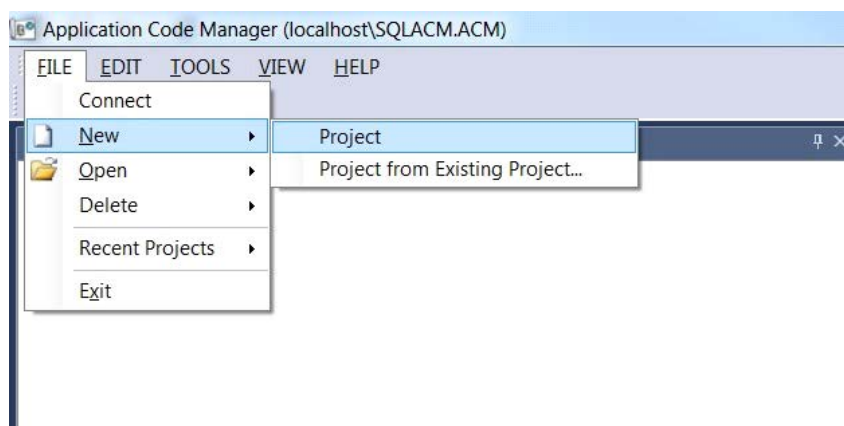 Application Code Manager (localhost\SQLACM.ACM)
FILE EDIT TOOLS VIEW HELP
Connect
New
Project
Open
Project from Existing Project...
Delete
Recent Projects
Exit